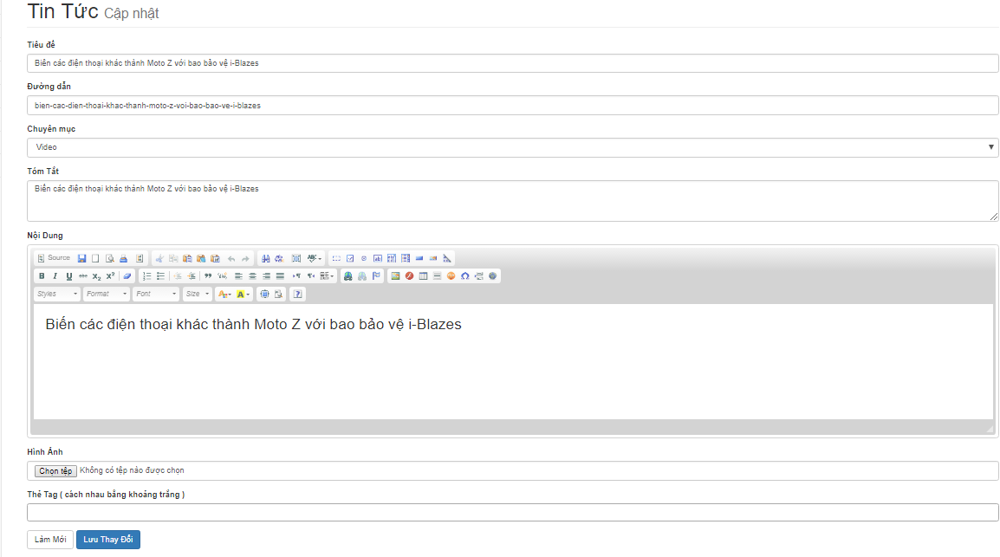 Tin Tức Cập nhật
Tiêu đề
Biến các điện thoại khác thành Moto Z với bao bảo vệ i-Blazes
Đường dẫn
bien-cac-dien-thoai-khac-thanh-moto-z-voi-bao-bao-ve-i-blazes
Chuyên mục
Video
Tóm Tắt
Biến các điện thoại khác thành Moto Z với bao bảo vệ i-Blazes
Nội Dung
Source
B I U abc X₂ X²
Styles Format Font Size A A ?
Biến các điện thoại khác thành Moto Z với bao bảo vệ i-Blazes
Hình Ảnh
Chọn tệp Không có tệp nào được chọn
Thẻ Tag ( cách nhau bằng khoảng trắng )
Làm Mới Lưu Thay Đổi